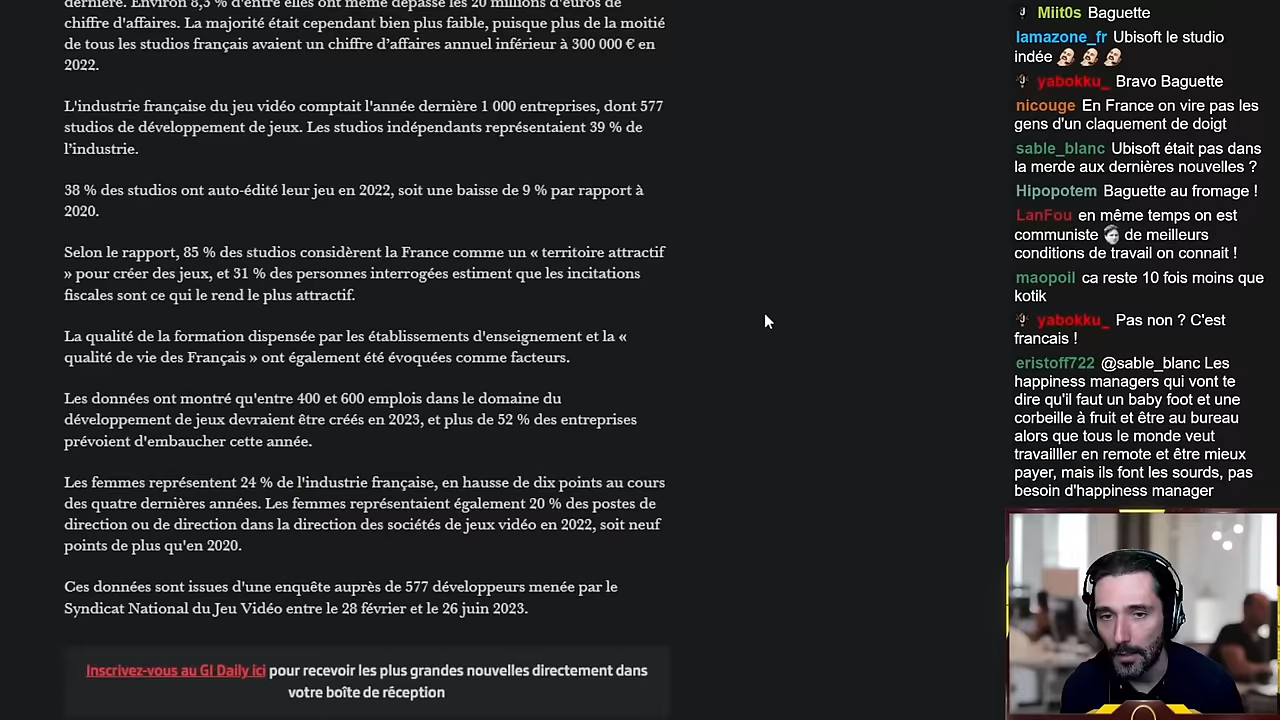 dernière. Environ 8,3 % d'entre elles ont même dépassé les 20 millions d'euros de
chiffre d'affaires. La majorité était cependant bien plus faible, puisque plus de la moitié
de tous les studios français avaient un chiffre d’affaires annuel inférieur à 300 000 € en
2022.
L'industrie française du jeu vidéo comptait l'année dernière 1 000 entreprises, dont 577
studios de développement de jeux. Les studios indépendants représentaient 39 % de
l’industrie.
38 % des studios ont auto-édité leur jeu en 2022, soit une baisse de 9 % par rapport à
2020.
Selon le rapport, 85 % des studios considèrent la France comme un « territoire attractif
» pour créer des jeux, et 31 % des personnes interrogées estiment que les incitations
fiscales sont ce qui le rend le plus attractif.
La qualité de la formation dispensée par les établissements d'enseignement et la «
qualité de vie des Français » ont également été évoquées comme facteurs.
Les données ont montré qu'entre 400 et 600 emplois dans le domaine du
développement de jeux devraient être créés en 2023, et plus de 52 % des entreprises
prévoient d'embaucher cette année.
Les femmes représentent 24 % de l'industrie française, en hausse de dix points au cours
des quatre dernières années. Les femmes représentaient également 20 % des postes de
direction ou de direction dans la direction des sociétés de jeux vidéo en 2022, soit neuf
points de plus qu'en 2020.
Ces données sont issues d'une enquête auprès de 577 développeurs menée par le
Syndicat National du Jeu Vidéo entre le 28 février et le 26 juin 2023.
Inscrivez-vous au GI Daily ici pour recevoir les plus grandes nouvelles directement dans
votre boîte de réception
Miit0s Baguette
lamazone_fr Ubisoft le studio
indée
yabokku_ Bravo Baguette
nicouge En France on vire pas les
gens d'un claquement de doigt
sable_blanc Ubisoft était pas dans
la merde aux dernières nouvelles ?
Hipopotem Baguette au fromage !
LanFou en même temps on est
communiste de meilleurs
conditions de travail on connait !
maopoil ca reste 10 fois moins que
kotik
yabokku_ Pas non ? C'est
francais !
eristoff722 @sable_blanc Les
happiness managers qui vont te
dire qu'il faut un baby foot et une
corbeille à fruit et être au bureau
alors que tous le monde veut
travailller en remote et être mieux
payer, mais ils font les sourds, pas
besoin d'happiness manager